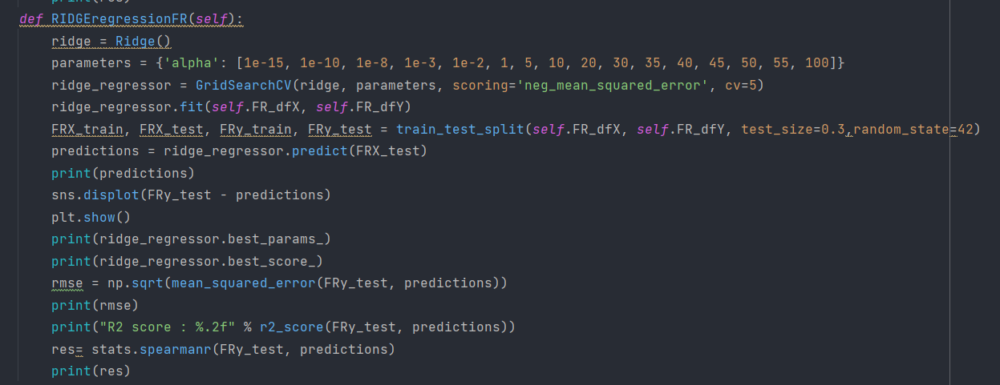 print(res)
def RIDGEregressionFR(self):
ridge = Ridge()
parameters = {'alpha': [1e-15, 1e-10, 1e-8, 1e-3, 1e-2, 1, 5, 10, 20, 30, 35, 40, 45, 50, 55, 100]}
ridge_regressor = GridSearchCV(ridge, parameters, scoring='neg_mean_squared_error', cv=5)
ridge_regressor.fit(self.FR_dfX, self.FR_dfY)
FRX_train, FRX_test, FRy_train, FRy_test = train_test_split(self.FR_dfX, self.FR_dfY, test_size=0.3,random_state=42)
predictions = ridge_regressor.predict(FRX_test)
print(predictions)
sns.displot(FRy_test - predictions)
plt.show()
print(ridge_regressor.best_params_)
print(ridge_regressor.best_score_)
rmse = np.sqrt(mean_squared_error(FRy_test, predictions))
print(rmse)
print("R2 score : %.2f" % r2_score(FRy_test, predictions))
res= stats.spearmanr(FRy_test, predictions)
print(res)